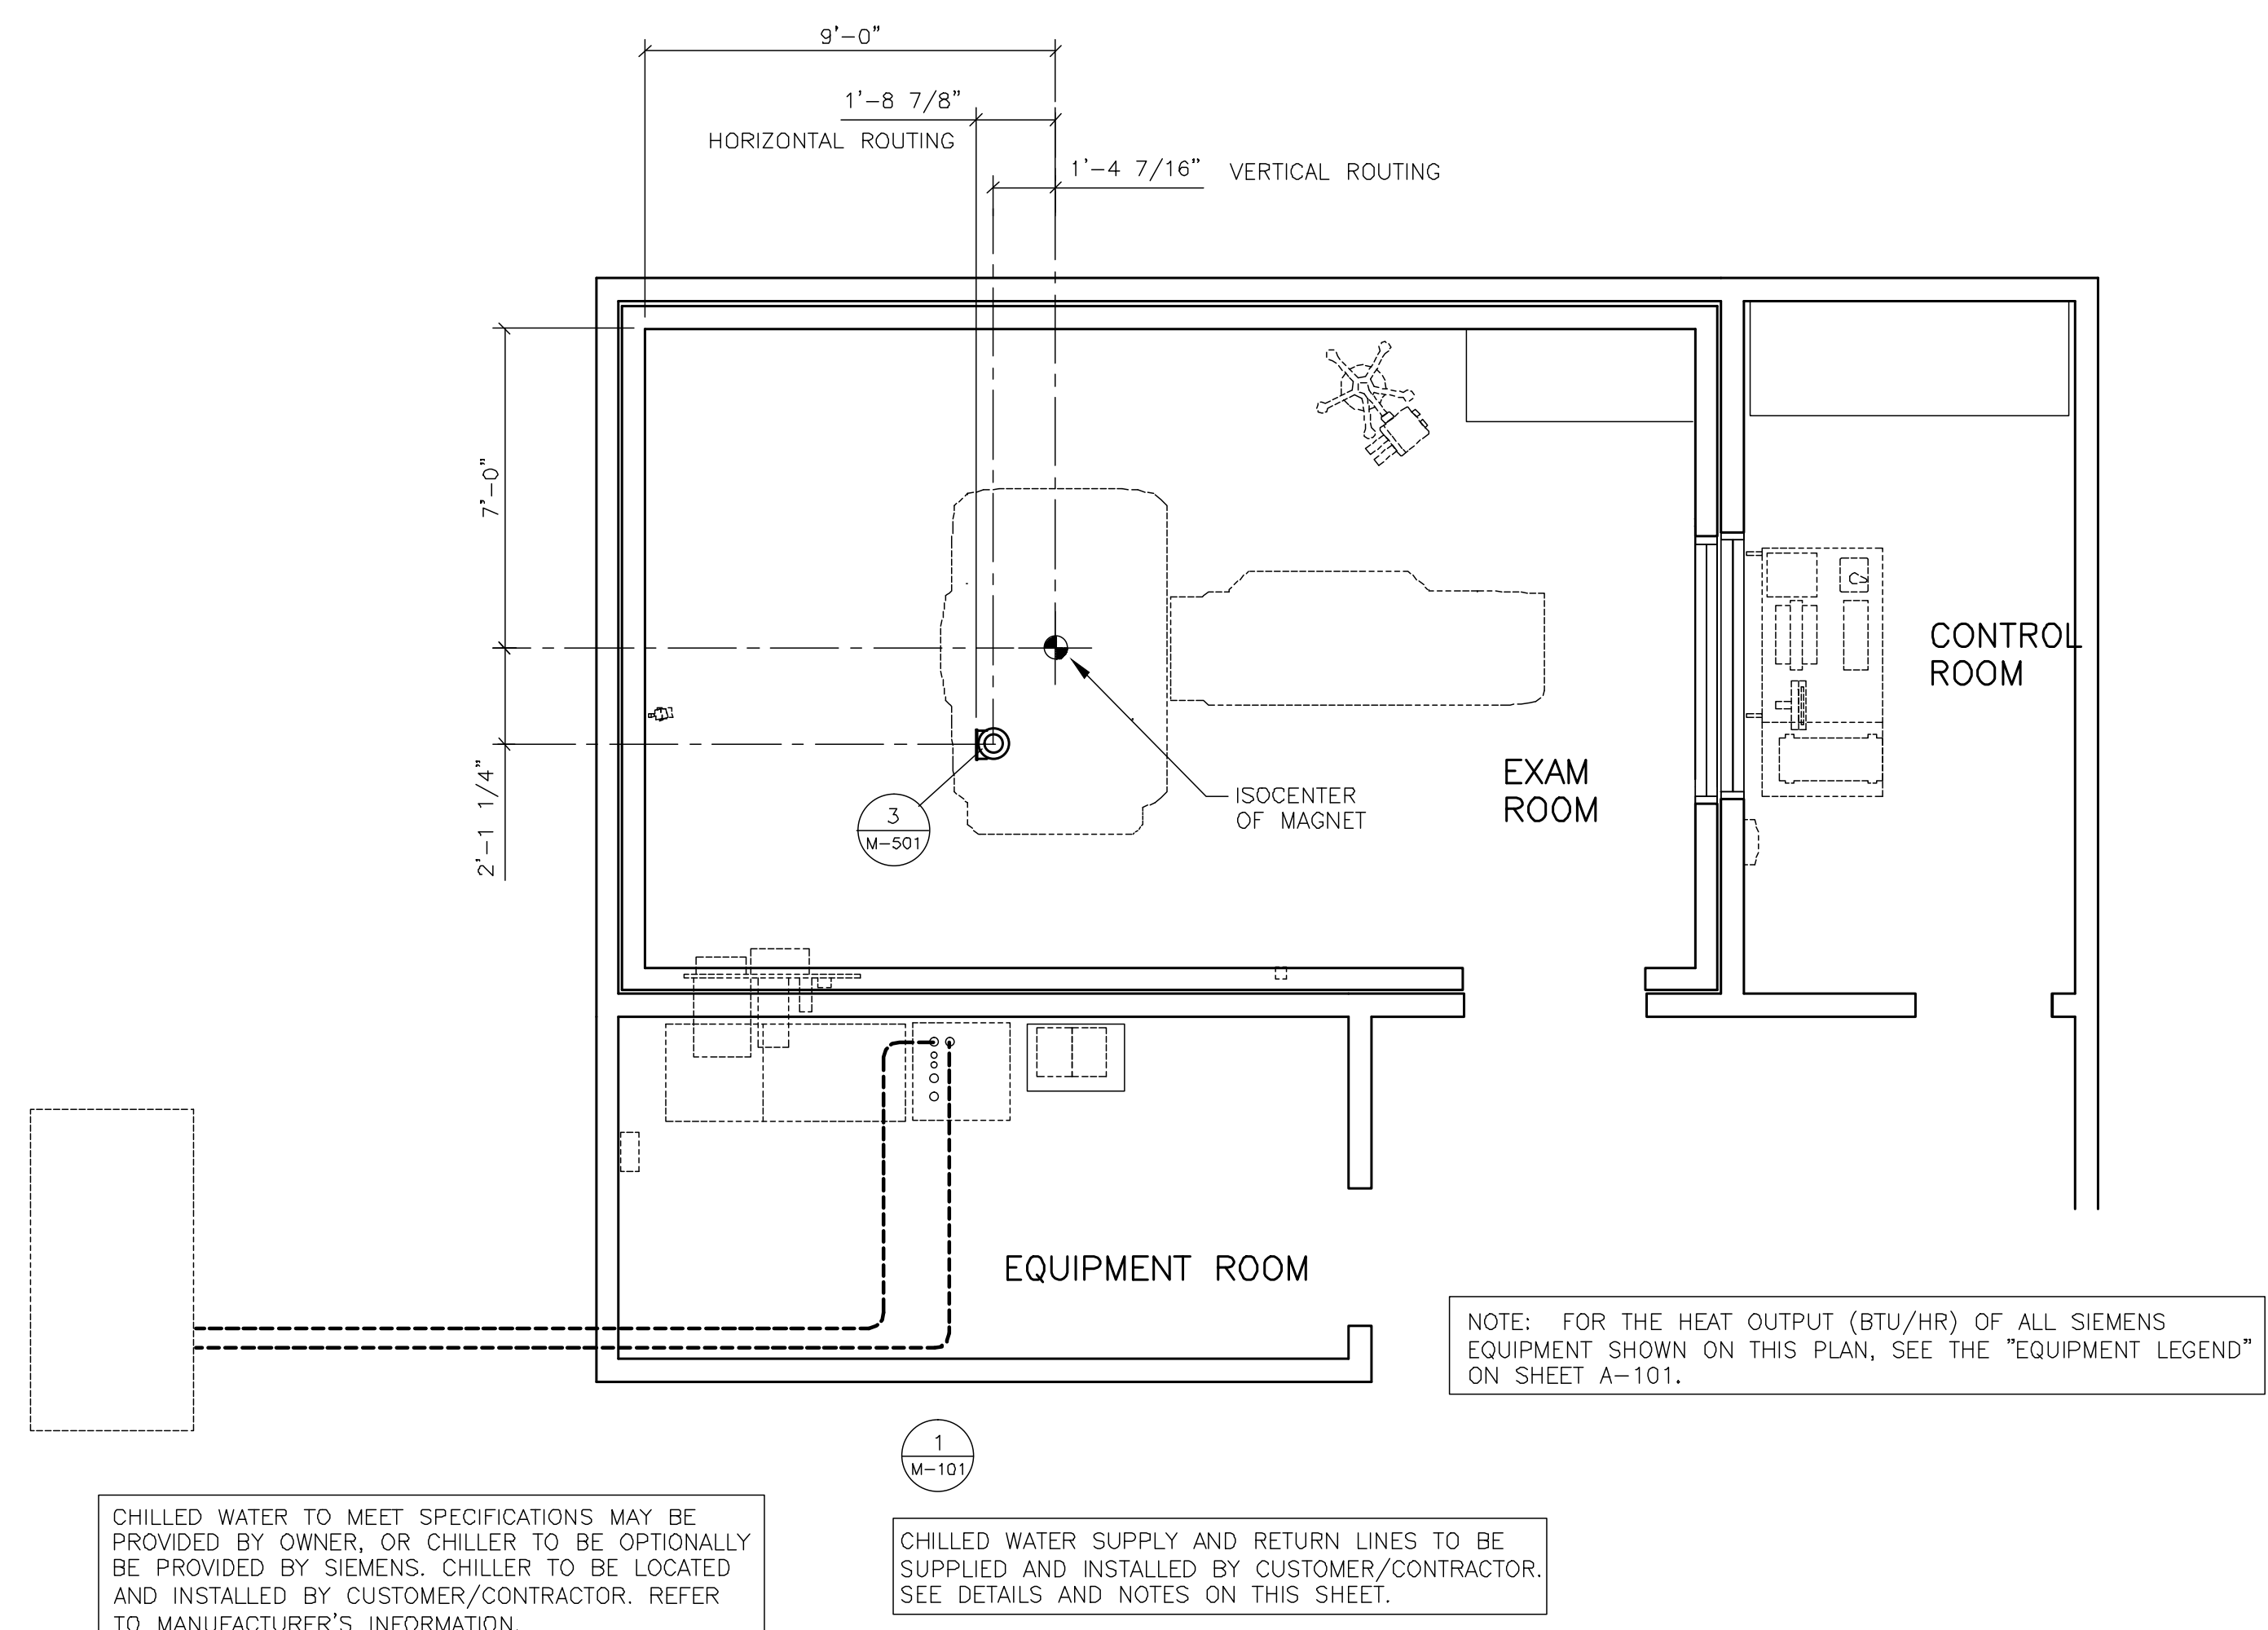 9'-0"
1'-8 7/8"
HORIZONTAL ROUTING
1'-4 7/16" VERTICAL ROUTING
7'-0"
2'-1 1/4"
CONTROL
ROOM
EXAM
ROOM
ISOCENTER
OF MAGNET
3
M-501
EQUIPMENT ROOM
NOTE: FOR THE HEAT OUTPUT (BTU/HR) OF ALL SIEMENS
EQUIPMENT SHOWN ON THIS PLAN, SEE THE "EQUIPMENT LEGEND"
ON SHEET A-101.
1
M-101
CHILLED WATER TO MEET SPECIFICATIONS MAY BE
PROVIDED BY OWNER, OR CHILLER TO BE OPTIONALLY
BE PROVIDED BY SIEMENS. CHILLER TO BE LOCATED
AND INSTALLED BY CUSTOMER/CONTRACTOR. REFER
TO MANUFACTURER'S INFORMATION.
CHILLED WATER SUPPLY AND RETURN LINES TO BE
SUPPLIED AND INSTALLED BY CUSTOMER/CONTRACTOR.
SEE DETAILS AND NOTES ON THIS SHEET.